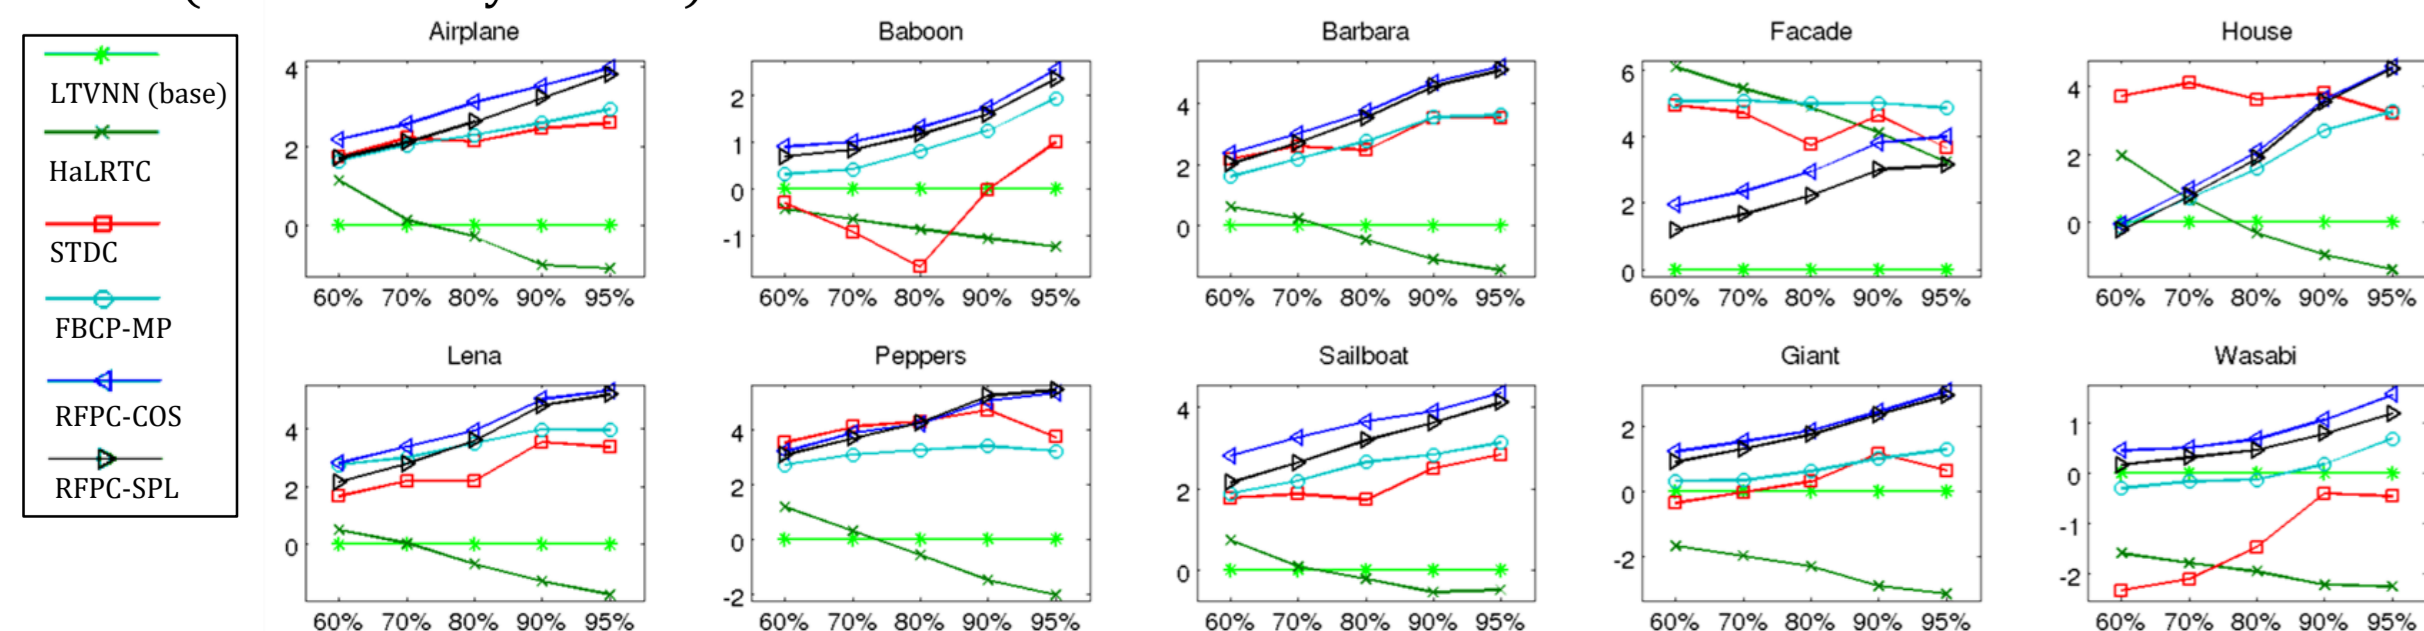 LTVNN (base)
HaLRTC
STDC
FBCP-MP
RFPC-COS
RFPC-SPL
Airplane
4
2
0
60% 70% 80% 90% 95%
Baboon
2
1
0
-1
60% 70% 80% 90% 95%
Barbara
4
2
0
60% 70% 80% 90% 95%
Facade
6
4
2
0
60% 70% 80% 90% 95%
House
4
2
0
60% 70% 80% 90% 95%
Lena
4
2
0
60% 70% 80% 90% 95%
Peppers
4
2
0
-2
60% 70% 80% 90% 95%
Sailboat
4
2
0
60% 70% 80% 90% 95%
Giant
2
0
-2
60% 70% 80% 90% 95%
Wasabi
1
0
-1
-2
60% 70% 80% 90% 95%